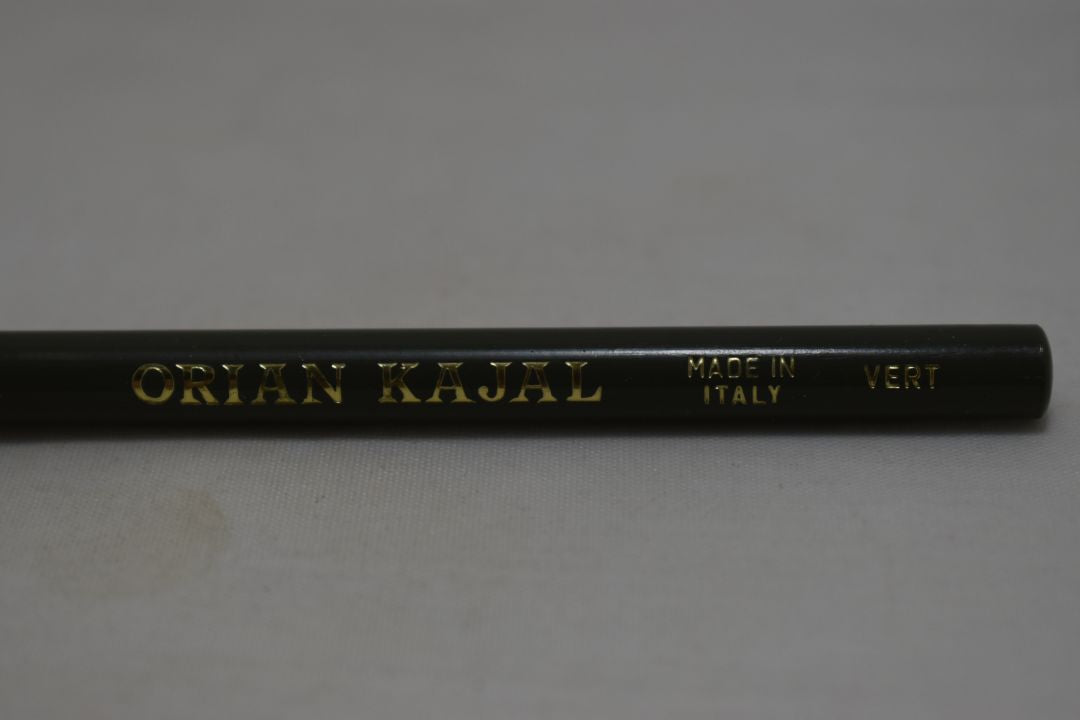 ORIAN KAJAL
MADE IN
ITALY
VERT